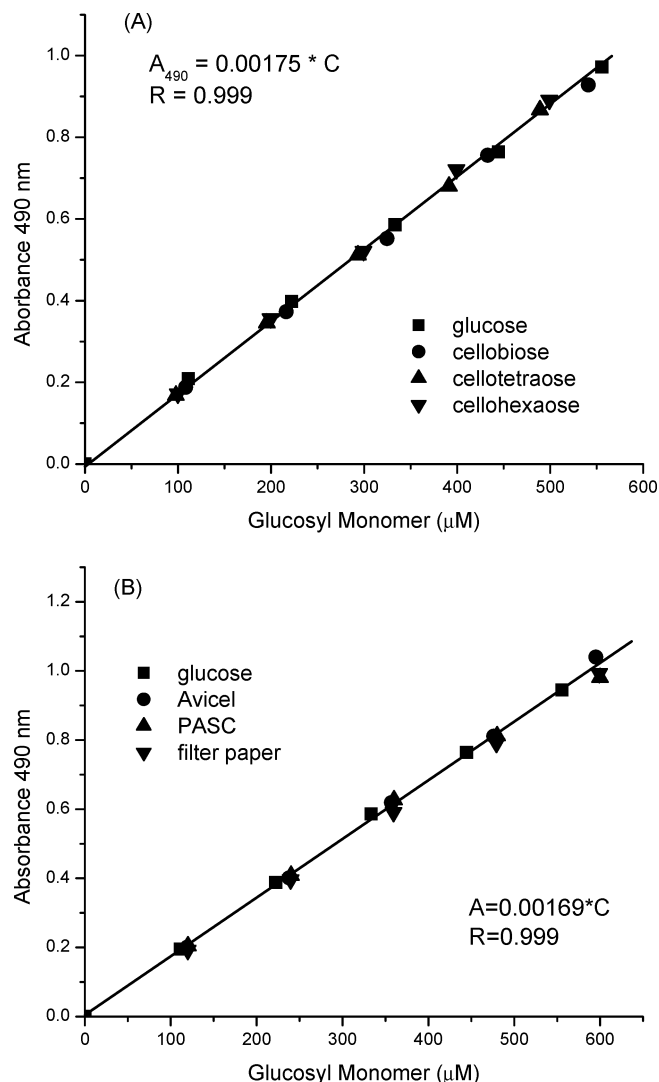 (A)
A490 = 0.00175 * C
R = 0.999
1.0
0.8
0.6
0.4
0.2
0.0
Aborbance 490 nm
glucose
cellobiose
cellotetraose
cellohexaose
0 100 200 300 400 500 600
Glucosyl Monomer (μM)
(B)
1.2
1.0
0.8
0.6
0.4
0.2
0.0
Absorbance 490 nm
glucose
Avicel
PASC
filter paper
A=0.00169*C
R=0.999
0 100 200 300 400 500 600
Glucosyl Monomer (μM)